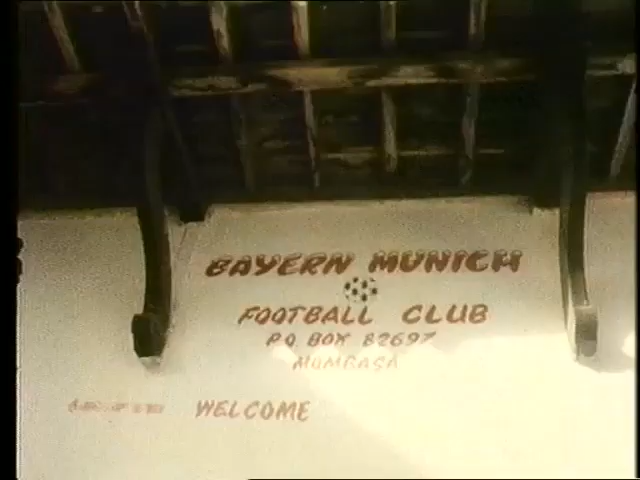 BAYERN MUNICH
FOOTBALL CLUB
P.O. BOX 82697
MOMBASA
WELCOME